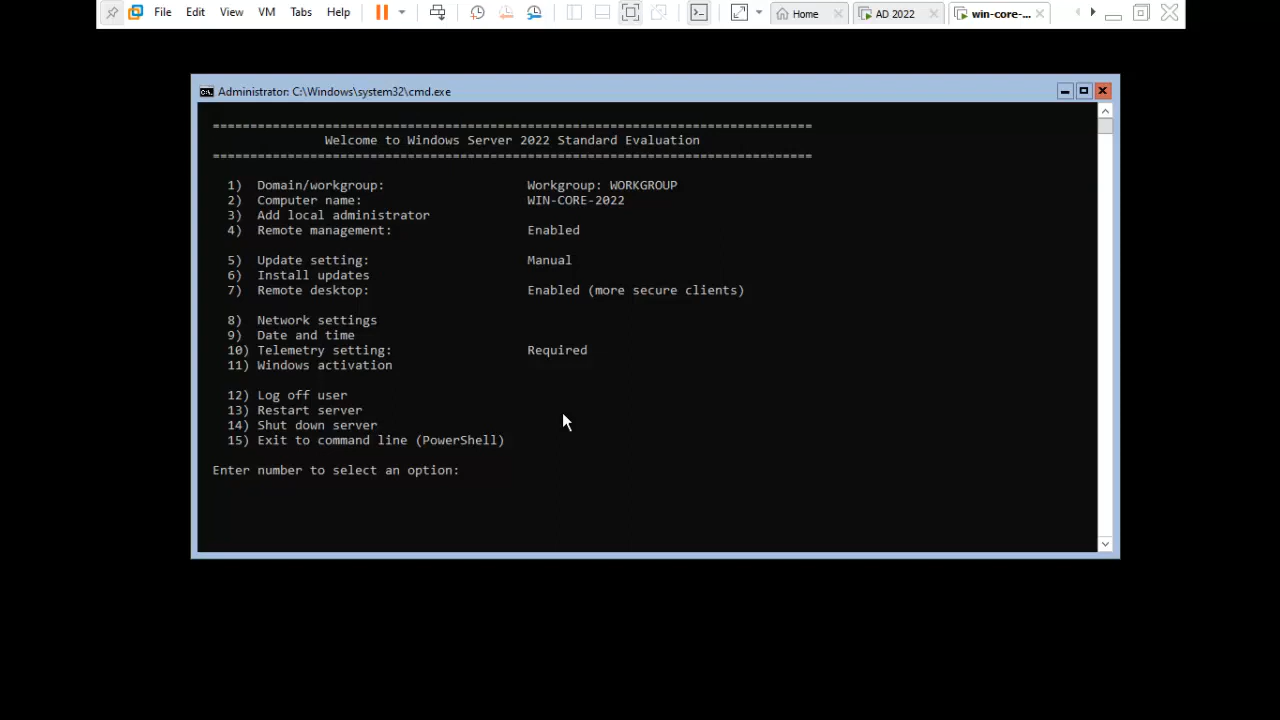 File Edit View VM Tabs Help Home AD 2022 win-core-...
Administrator: C:\Windows\system32\cmd.exe
================================================================================
Welcome to Windows Server 2022 Standard Evaluation
================================================================================
1) Domain/workgroup: Workgroup: WORKGROUP
2) Computer name: WIN-CORE-2022
3) Add local administrator
4) Remote management: Enabled
5) Update setting: Manual
6) Install updates
7) Remote desktop: Enabled (more secure clients)
8) Network settings
9) Date and time
10) Telemetry setting: Required
11) Windows activation
12) Log off user
13) Restart server
14) Shut down server
15) Exit to command line (PowerShell)
Enter number to select an option: